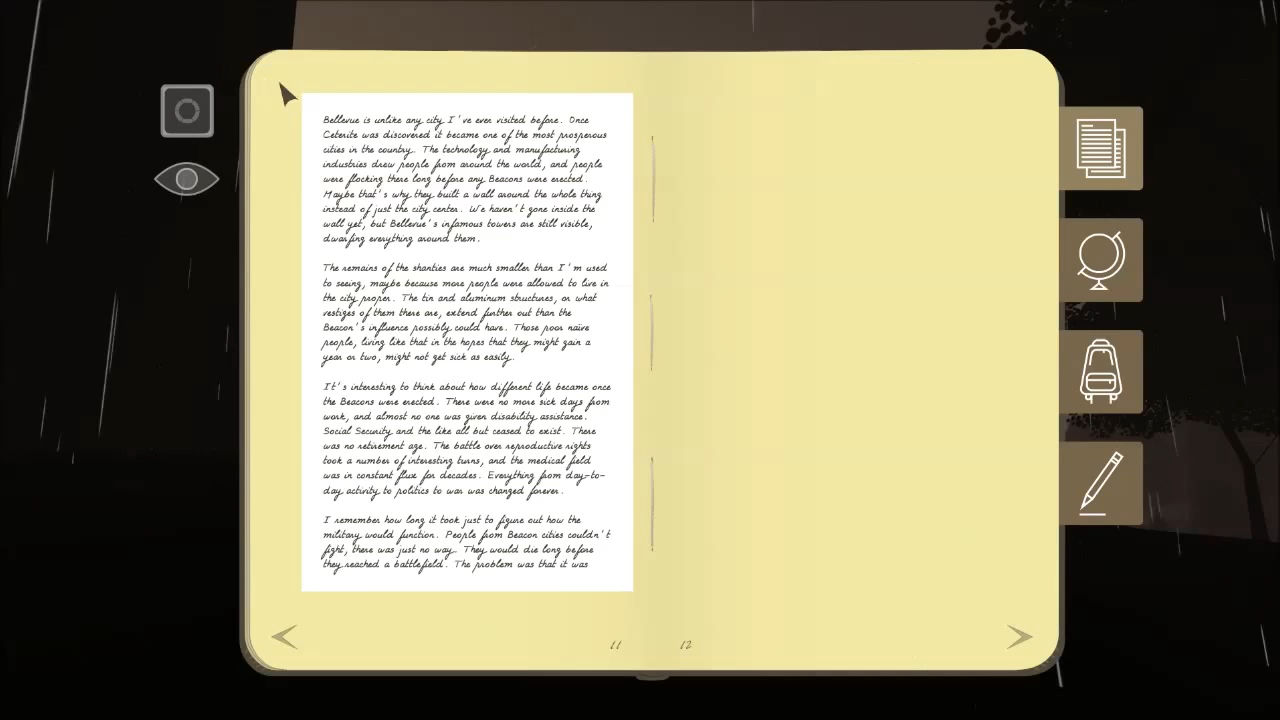 Bellevue is unlike any city I've ever visited before. Once
Ceterite was discovered it became one of the most prosperous
cities in the country. The technology and manufacturing
industries drew people from around the world, and people
were flocking there long before any Beacons were erected.
Maybe that's why they built a wall around the whole thing
instead of just the city center. We haven't gone inside the
wall yet, but Bellevue's infamous towers are still visible,
dwarfing everything around them.
The remains of the shanties are much smaller than I'm used
to seeing, maybe because more people were allowed to live in
the city proper. The tin and aluminum structures, or what
vestiges of them there are, extend further out than the
Beacon's influence possibly could have. Those poor naïve
people, living like that in the hopes that they might gain a
year or two, might not get sick as easily.
It's interesting to think about how different life became once
the Beacons were erected. There were no more sick days from
work, and almost no one was given disability assistance.
Social Security and the like all but ceased to exist. There
was no retirement age. The battle over reproductive rights
took a number of interesting turns, and the medical field
was in constant flux for decades. Everything from day-to-
day activity to politics to war was changed forever.
I remember how long it took just to figure out how the
military would function. People from Beacon cities couldn't
fight, there was just no way. They would die long before
they reached a battlefield. The problem was that it was
11
12